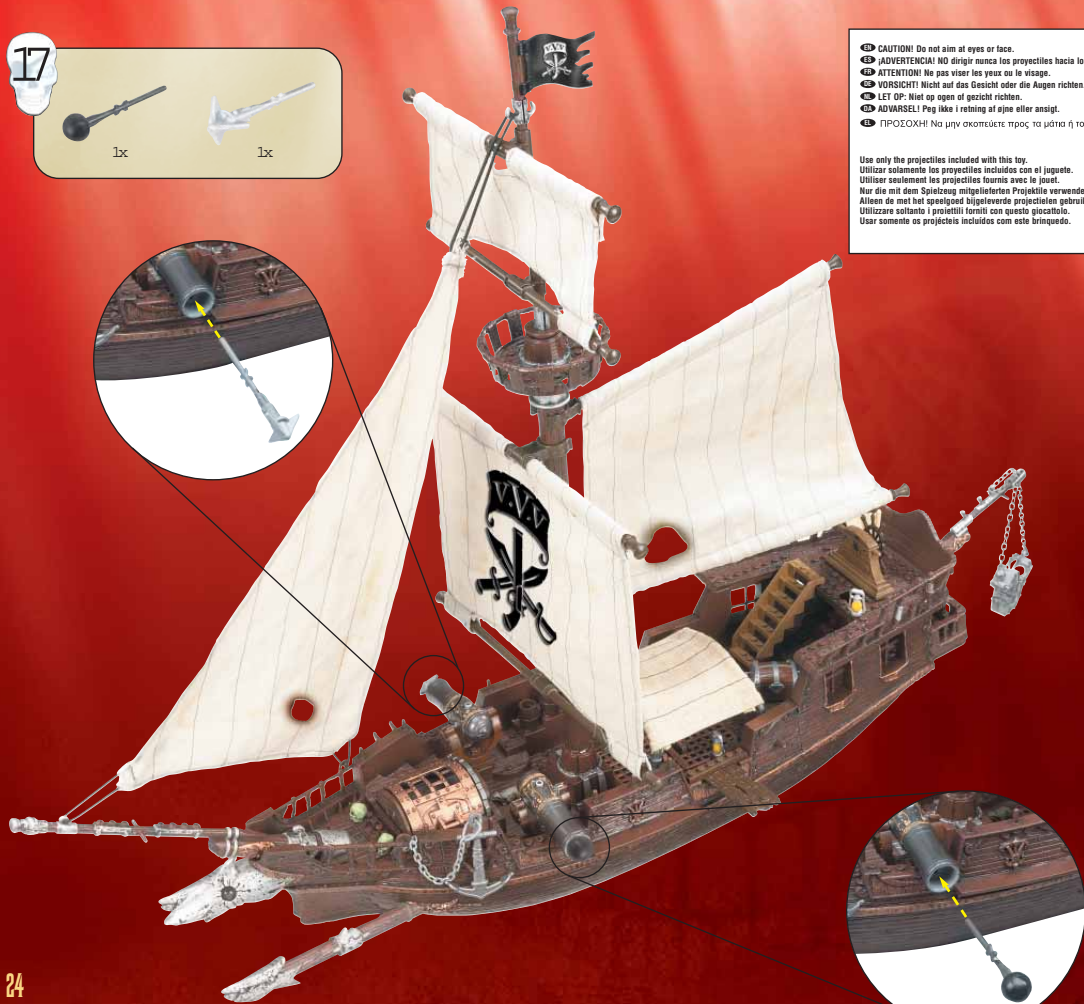 17
1x 1x
EN CAUTION! Do not aim at eyes or face.
ES ¡ADVERTENCIA! NO dirigir nunca los proyectiles hacia lo
FR ATTENTION! Ne pas viser les yeux ou le visage.
DE VORSICHT! Nicht auf das Gesicht oder die Augen richten.
NL LET OP: Niet op ogen of gezicht richten.
DA ADVARSEL! Peg ikke i retning af øjne eller ansigt.
EL ΠΡΟΣΟΧΗ! Να μην σκοπεύετε προς τα μάτια ή το
Use only the projectiles included with this toy.
Utilizar solamente los proyectiles incluidos con el juguete.
Utiliser seulement les projectiles fournis avec le jouet.
Nur die mit dem Spielzeug mitgelieferten Projektile verwende
Alleen de met het speelgoed bijgeleverde projectielen gebrui
Utilizzare soltanto i proiettili forniti con questo giocattolo.
Usar somente os projécteis incluídos com este brinquedo.
24